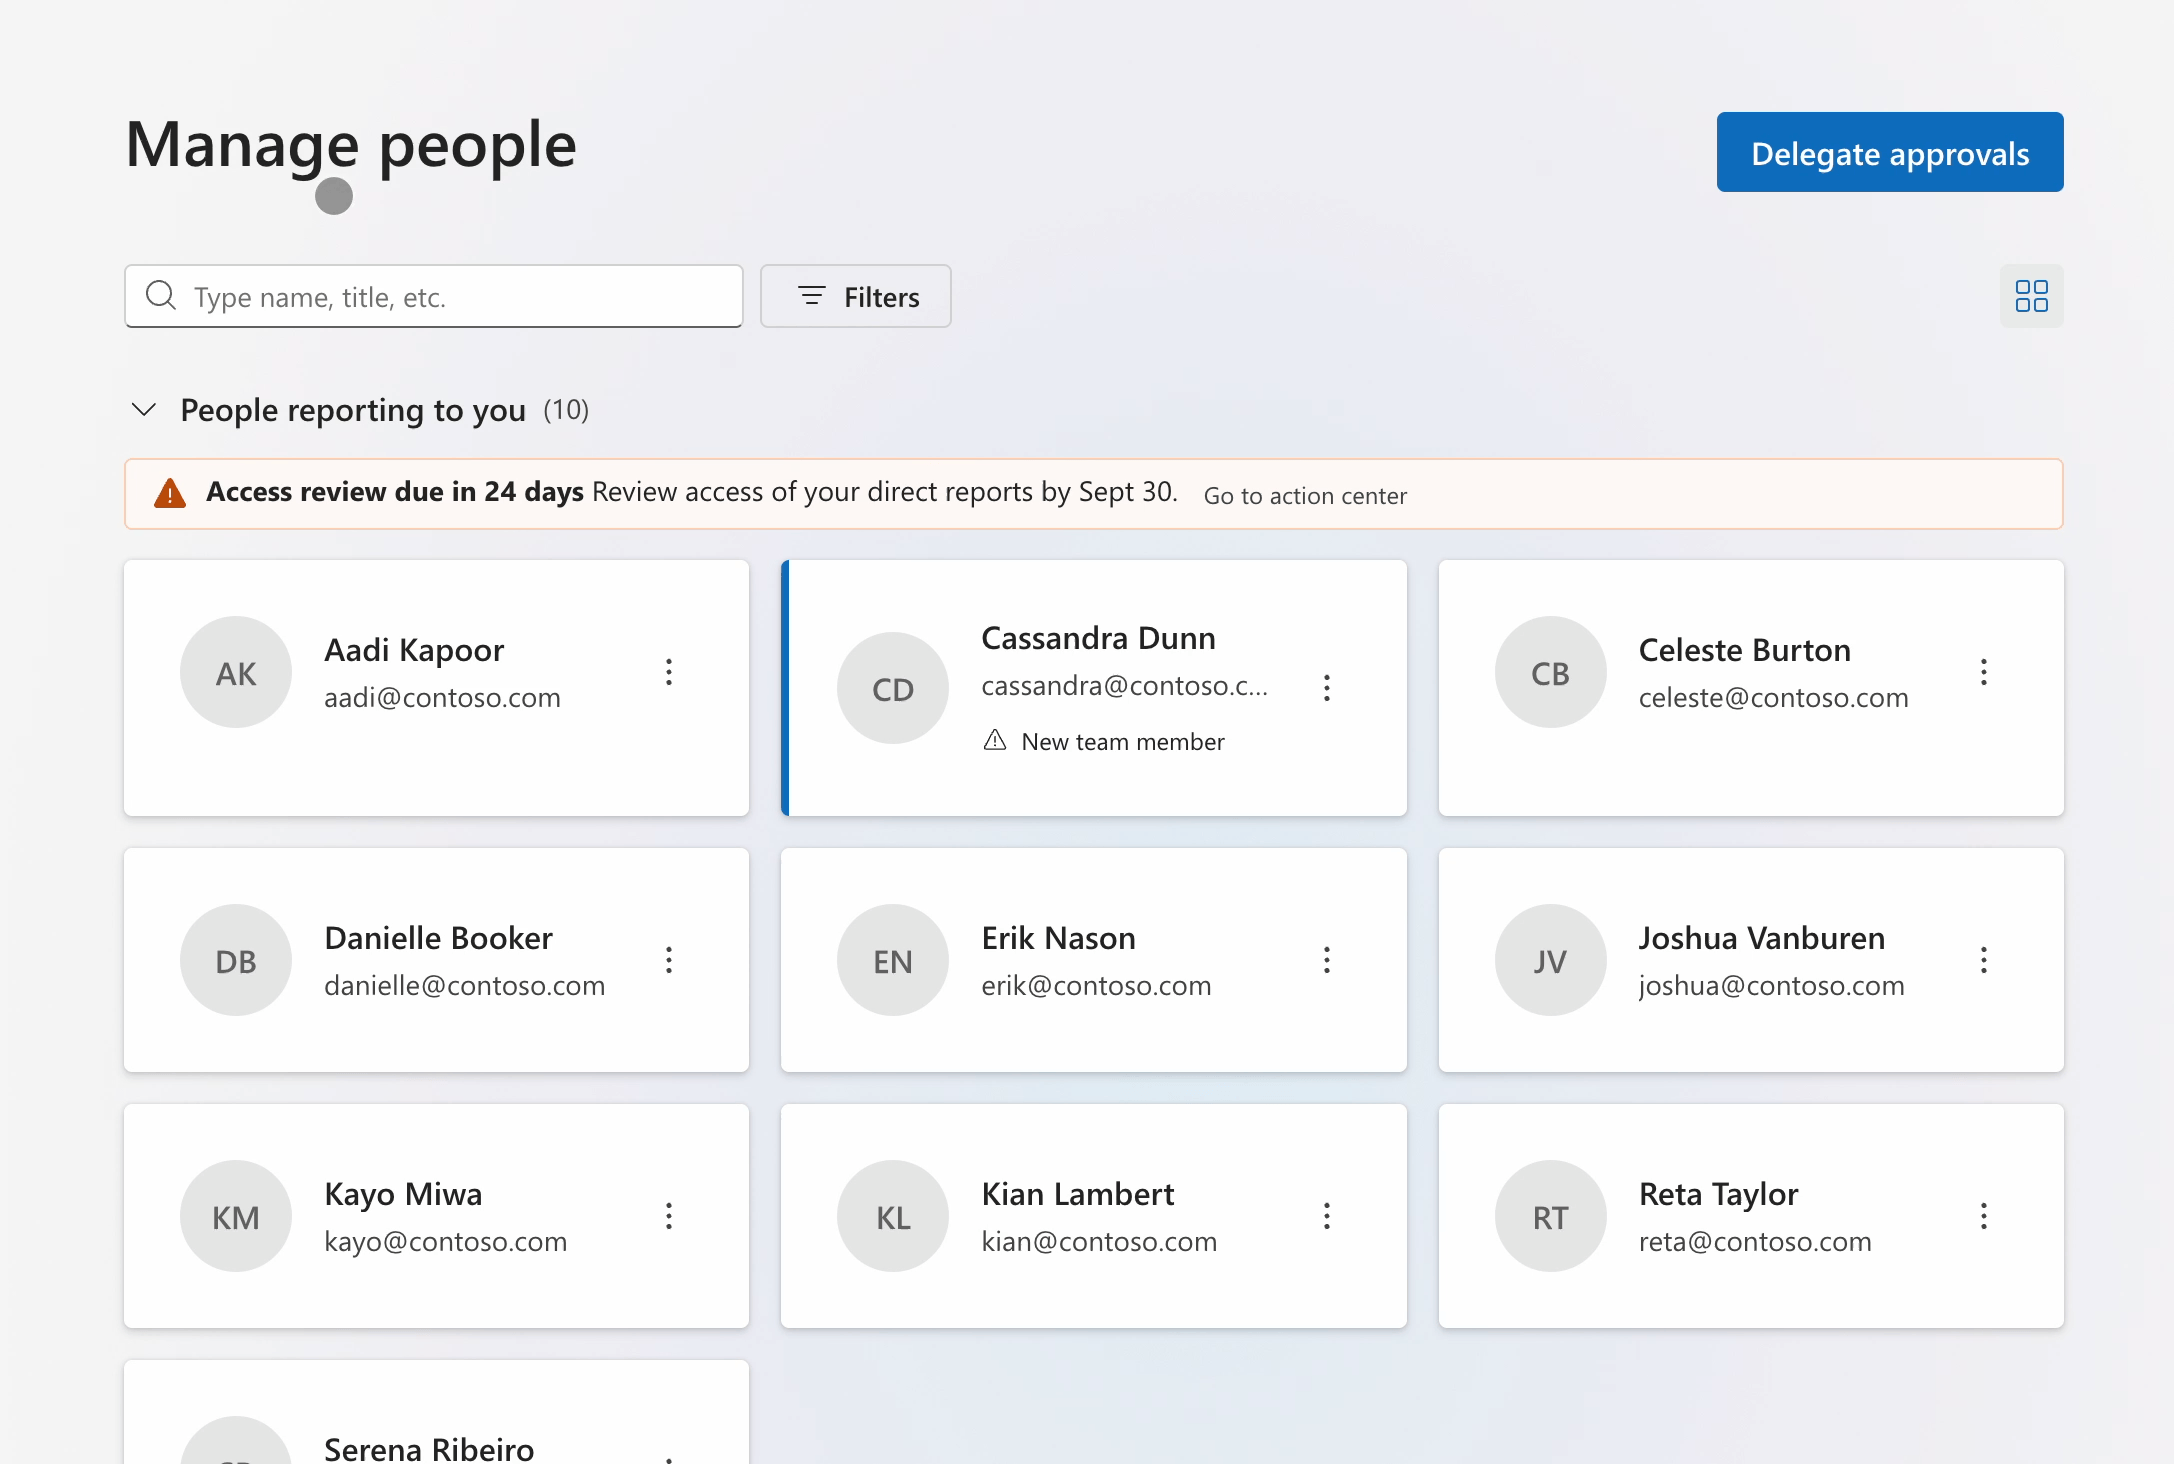 Manage people
Delegate approvals
Type name, title, etc.
Filters
People reporting to you (10)
Access review due in 24 days Review access of your direct reports by Sept 30. Go to action center
AK
Aadi Kapoor
aadi@contoso.com
CD
Cassandra Dunn
cassandra@contoso.c...
New team member
CB
Celeste Burton
celeste@contoso.com
DB
Danielle Booker
danielle@contoso.com
EN
Erik Nason
erik@contoso.com
JV
Joshua Vanburen
joshua@contoso.com
KM
Kayo Miwa
kayo@contoso.com
KL
Kian Lambert
kian@contoso.com
RT
Reta Taylor
reta@contoso.com
Serena Ribeiro